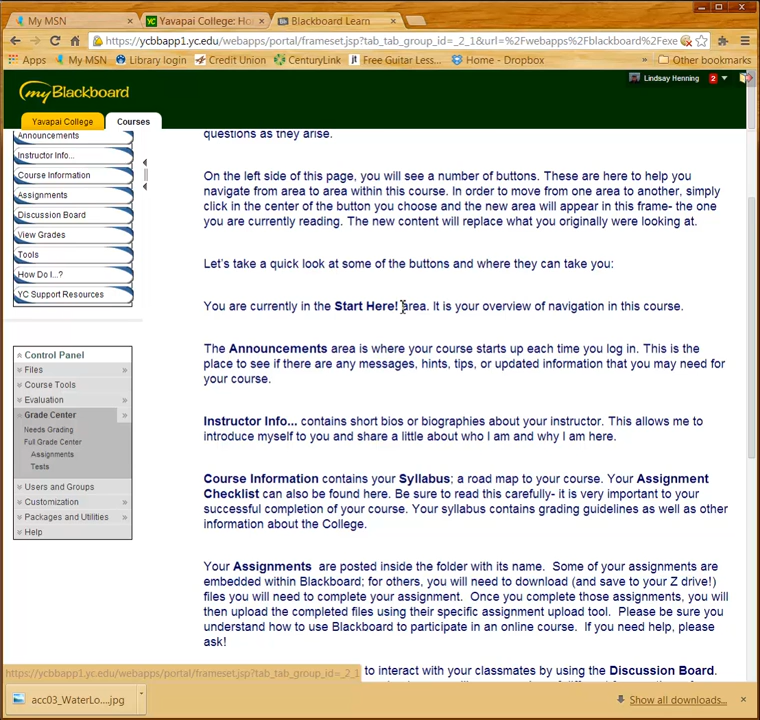 My MSN
Yavapai College: Ho
Blackboard Learn
https://ycbbapp1.yc.edu/webapps/portal/frameset.jsp?tab_tab_group_id=_2_1&url=%2Fwebapps%2Fblackboard%2Fexe
Apps
My MSN
Library login
Credit Union
CenturyLink
Free Guitar Less...
Home - Dropbox
Other bookmarks
myBlackboard
Lindsay Henning
2
Yavapai College
Courses
Announcements
Instructor Info...
Course Information
Assignments
Discussion Board
View Grades
Tools
How Do I...?
YC Support Resources
Control Panel
Files
Course Tools
Evaluation
Grade Center
Needs Grading
Full Grade Center
Assignments
Tests
Users and Groups
Customization
Packages and Utilities
Help
questions as they arise.
On the left side of this page, you will see a number of buttons. These are here to help you
navigate from area to area within this course. In order to move from one area to another, simply
click in the center of the button you choose and the new area will appear in this frame- the one
you are currently reading. The new content will replace what you originally were looking at.
Let's take a quick look at some of the buttons and where they can take you:
You are currently in the Start Here! area. It is your overview of navigation in this course.
The Announcements area is where your course starts up each time you log in. This is the
place to see if there are any messages, hints, tips, or updated information that you may need for
your course.
Instructor Info... contains short bios or biographies about your instructor. This allows me to
introduce myself to you and share a little about who I am and why I am here.
Course Information contains your Syllabus; a road map to your course. Your Assignment
Checklist can also be found here. Be sure to read this carefully- it is very important to your
successful completion of your course. Your syllabus contains grading guidelines as well as other
information about the College.
Your Assignments are posted inside the folder with its name. Some of your assignments are
embedded within Blackboard; for others, you will need to download (and save to your Z drive!)
files you will need to complete your assignment. Once you complete those assignments, you will
then upload the completed files using their specific assignment upload tool. Please be sure you
understand how to use Blackboard to participate in an online course. If you need help, please
ask!
to interact with your classmates by using the Discussion Board.
https://ycbbapp1.yc.edu/webapps/portal/frameset.jsp?tab_tab_group_id=_2_1
acc03_WaterLo....jpg
Show all downloads...